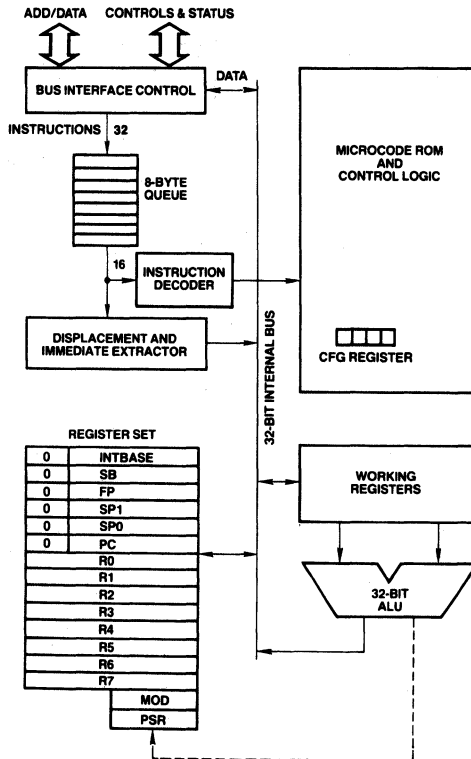 ADD/DATA
CONTROLS & STATUS
BUS INTERFACE CONTROL
DATA
INSTRUCTIONS
32
8-BYTE
QUEUE
16
INSTRUCTION
DECODER
DISPLACEMENT AND
IMMEDIATE EXTRACTOR
MICROCODE ROM
AND
CONTROL LOGIC
CFG REGISTER
32-BIT INTERNAL BUS
REGISTER SET
0 INTBASE
0 SB
0 FP
0 SP1
0 SP0
0 PC
R0
R1
R2
R3
R4
R5
R6
R7
MOD
PSR
WORKING
REGISTERS
32-BIT
ALU